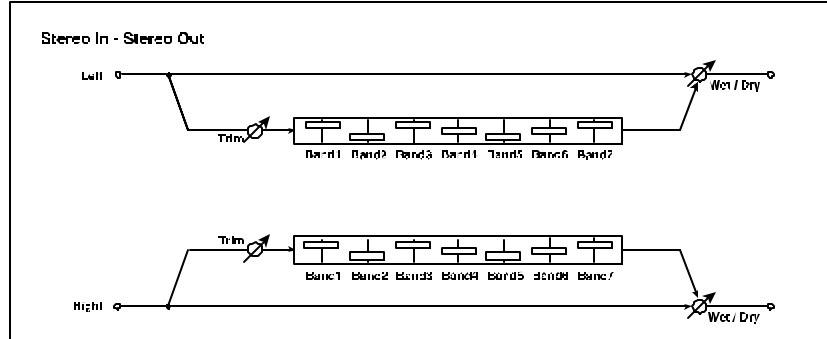 Stereo In - Stereo Out
Left
Wet / Dry
Trim
Band1 Band2 Band3 Band4 Band5 Band6 Band7
Trim
Band1 Band2 Band3 Band4 Band5 Band6 Band7
Right
Wet / Dry